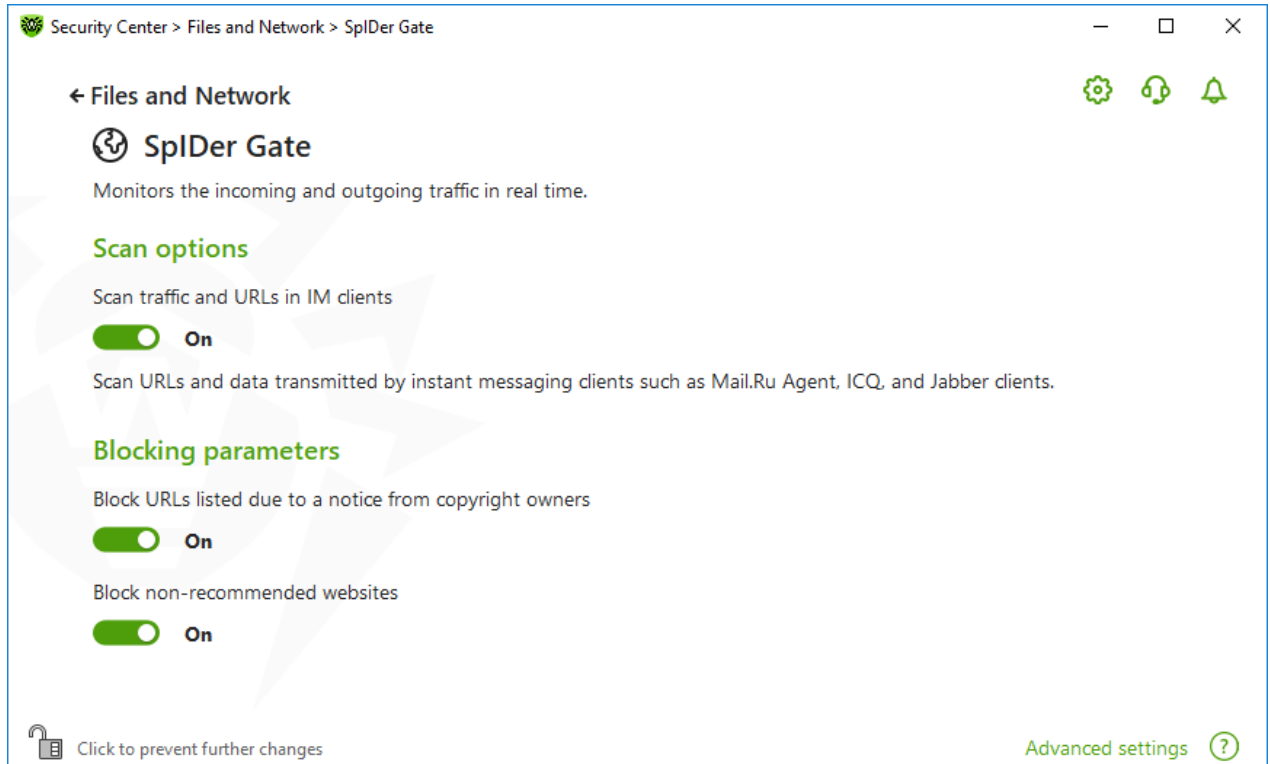 Security Center > Files and Network > SpIDer Gate
Files and Network
SpIDer Gate
Monitors the incoming and outgoing traffic in real time.
Scan options
Scan traffic and URLs in IM clients
On
Scan URLs and data transmitted by instant messaging clients such as Mail.Ru Agent, ICQ, and Jabber clients.
Blocking parameters
Block URLs listed due to a notice from copyright owners
On
Block non-recommended websites
On
Click to prevent further changes
Advanced settings ?